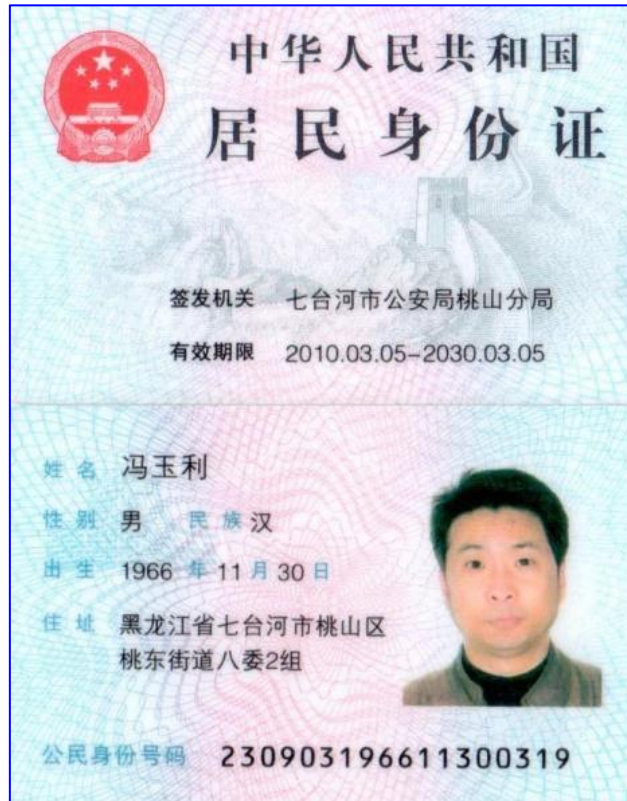 中华人民共和国
居民身份证
签发机关 七台河市公安局桃山分局
有效期限 2010.03.05-2030.03.05
姓名 冯玉利
性别 男 民族 汉
出生 1966 年 11 月 30 日
住址 黑龙江省七台河市桃山区
桃东街道八委2组
公民身份号码 230903196611300319